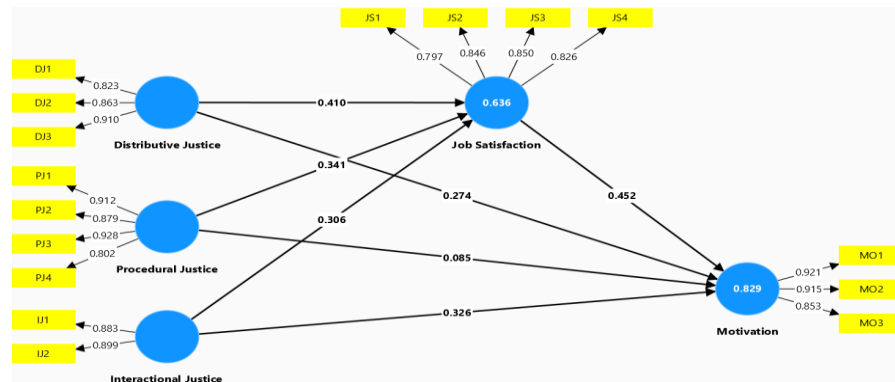 JS1 JS2 JS3 JS4
0.797 0.846 0.850 0.826
DJ1
DJ2
DJ3
0.823
0.863
0.910
Distributive Justice
0.410
0.636
Job Satisfaction
0.341
0.274
0.452
PJ1
PJ2
PJ3
PJ4
0.912
0.879
0.928
0.802
Procedural Justice
0.306
0.085
0.829
Motivation
0.921
0.915
0.853
MO1
MO2
MO3
IJ1
IJ2
0.883
0.899
Interactional Justice
0.326